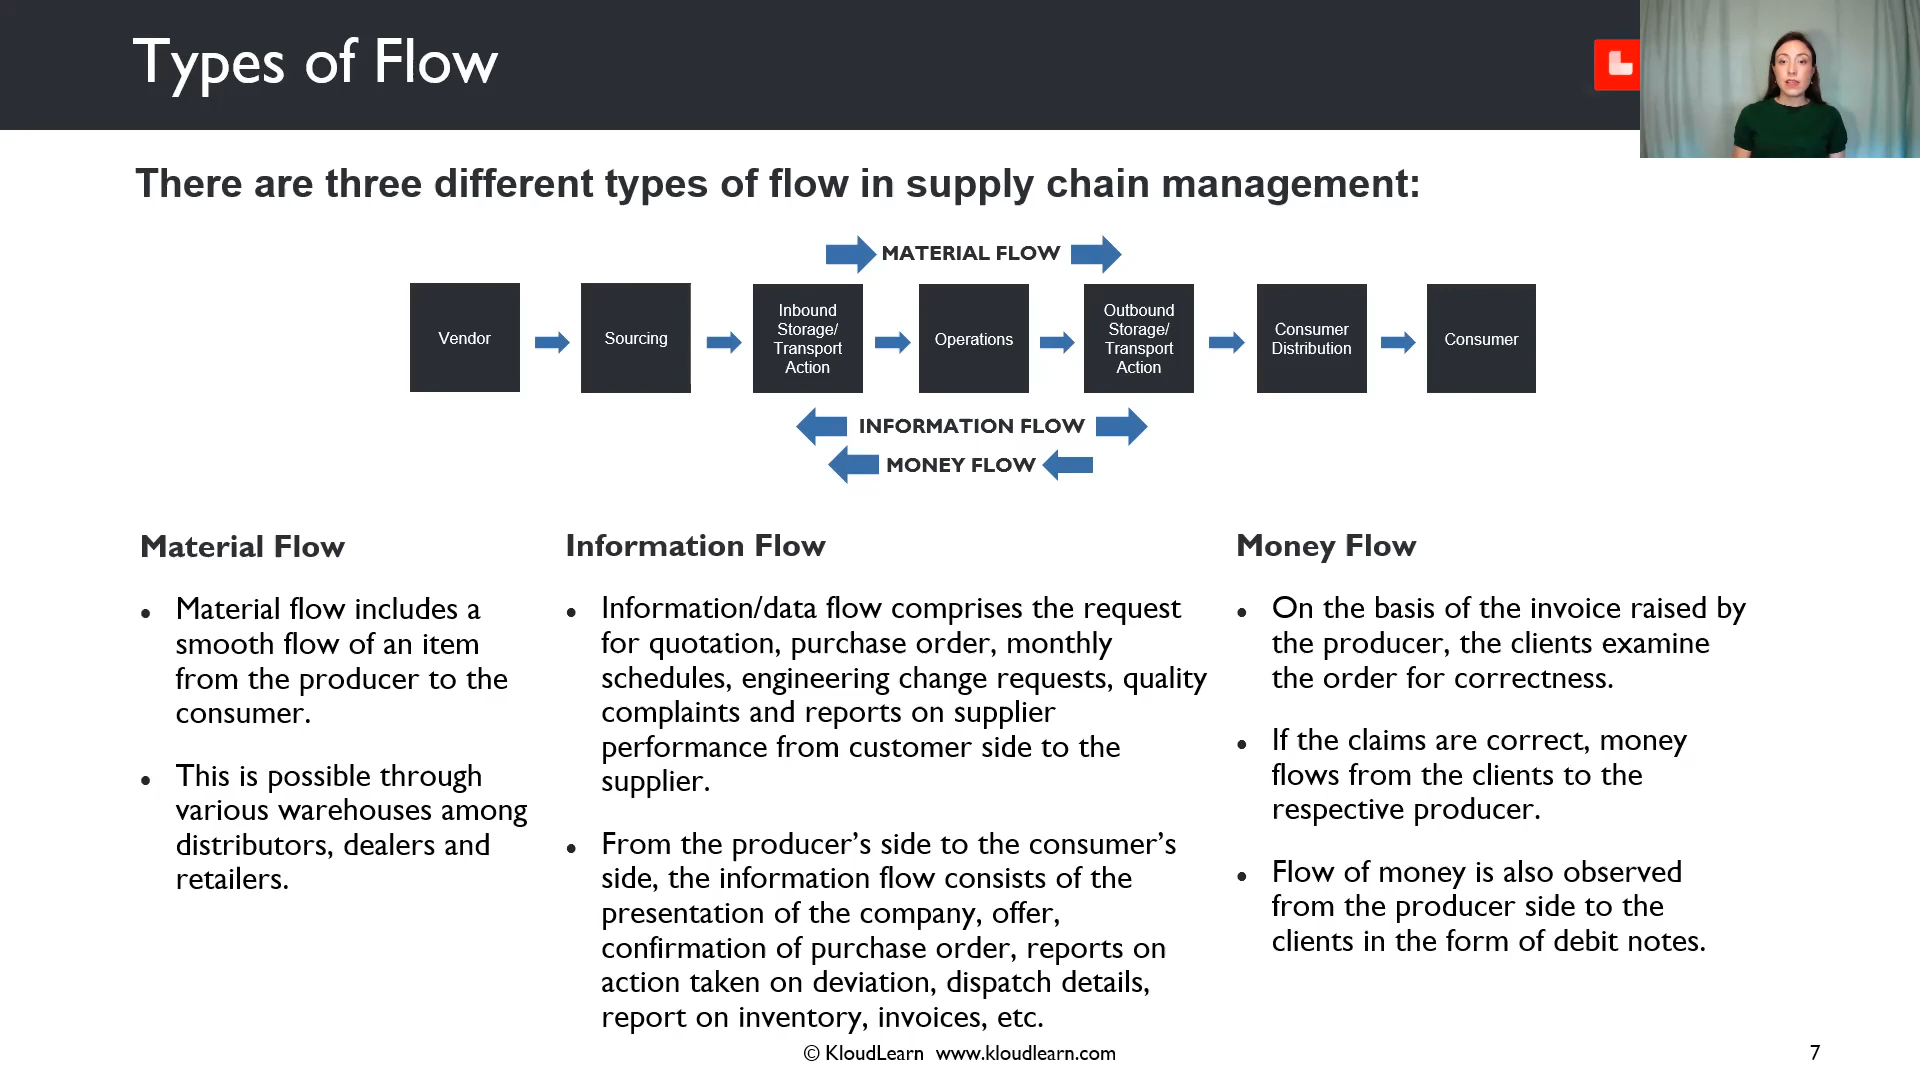 Types of Flow
There are three different types of flow in supply chain management:
MATERIAL FLOW
Vendor
Sourcing
Inbound
Storage/
Transport
Action
Operations
Outbound
Storage/
Transport
Action
Consumer
Distribution
Consumer
INFORMATION FLOW
MONEY FLOW
Material Flow
• Material flow includes a
smooth flow of an item
from the producer to the
consumer.
• This is possible through
various warehouses among
distributors, dealers and
retailers.
Information Flow
• Information/data flow comprises the request
for quotation, purchase order, monthly
schedules, engineering change requests, quality
complaints and reports on supplier
performance from customer side to the
supplier.
• From the producer’s side to the consumer’s
side, the information flow consists of the
presentation of the company, offer,
confirmation of purchase order, reports on
action taken on deviation, dispatch details,
report on inventory, invoices, etc.
Money Flow
• On the basis of the invoice raised by
the producer, the clients examine
the order for correctness.
• If the claims are correct, money
flows from the clients to the
respective producer.
• Flow of money is also observed
from the producer side to the
clients in the form of debit notes.
© KloudLearn www.kloudlearn.com
7